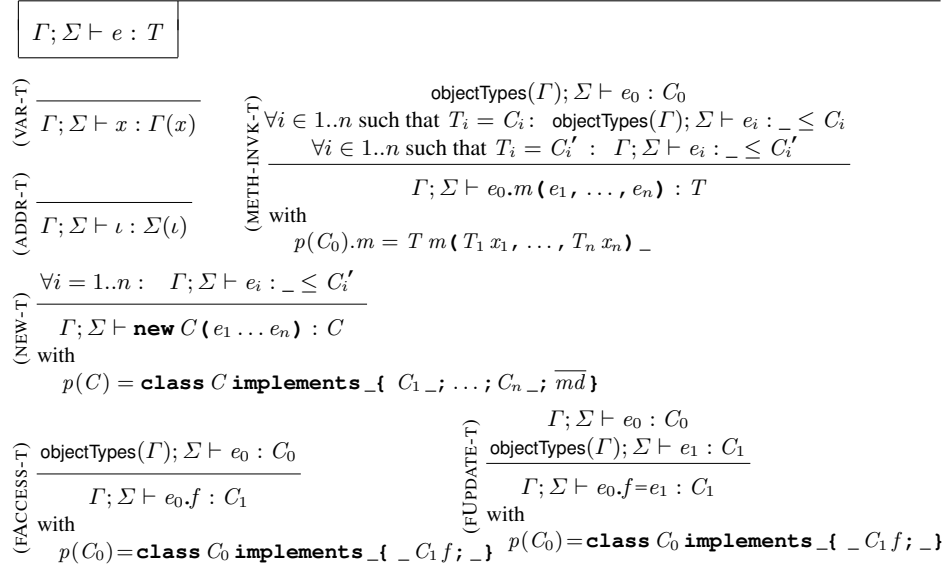 Γ; Σ ⊢ e : T
(VAR-T)
Γ; Σ ⊢ x : Γ(x)
(METH-INVK-T)
objectTypes(Γ); Σ ⊢ e₀ : C₀
∀i ∈ 1..n such that Tᵢ = Cᵢ : objectTypes(Γ); Σ ⊢ eᵢ : _ ≤ Cᵢ
∀i ∈ 1..n such that Tᵢ = Cᵢ′ : Γ; Σ ⊢ eᵢ : _ ≤ Cᵢ′
Γ; Σ ⊢ e₀.m(e₁, ..., eₙ) : T
with
p(C₀).m = T m(T₁ x₁, ..., Tₙ xₙ) _
(ADDR-T)
Γ; Σ ⊢ ι : Σ(ι)
(NEW-T)
∀i = 1..n : Γ; Σ ⊢ eᵢ : _ ≤ Cᵢ′
Γ; Σ ⊢ new C(e₁ ... eₙ) : C
with
p(C) = class C implements _{ C₁ _; ...; Cₙ _; m̅d̅ }
(FACCESS-T)
objectTypes(Γ); Σ ⊢ e₀ : C₀
Γ; Σ ⊢ e₀.f : C₁
with
p(C₀)=class C₀ implements _{ _ C₁ f; _}
(FUPDATE-T)
Γ; Σ ⊢ e₀ : C₀
objectTypes(Γ); Σ ⊢ e₁ : C₁
Γ; Σ ⊢ e₀.f=e₁ : C₁
with
p(C₀)=class C₀ implements _{ _ C₁ f; _}